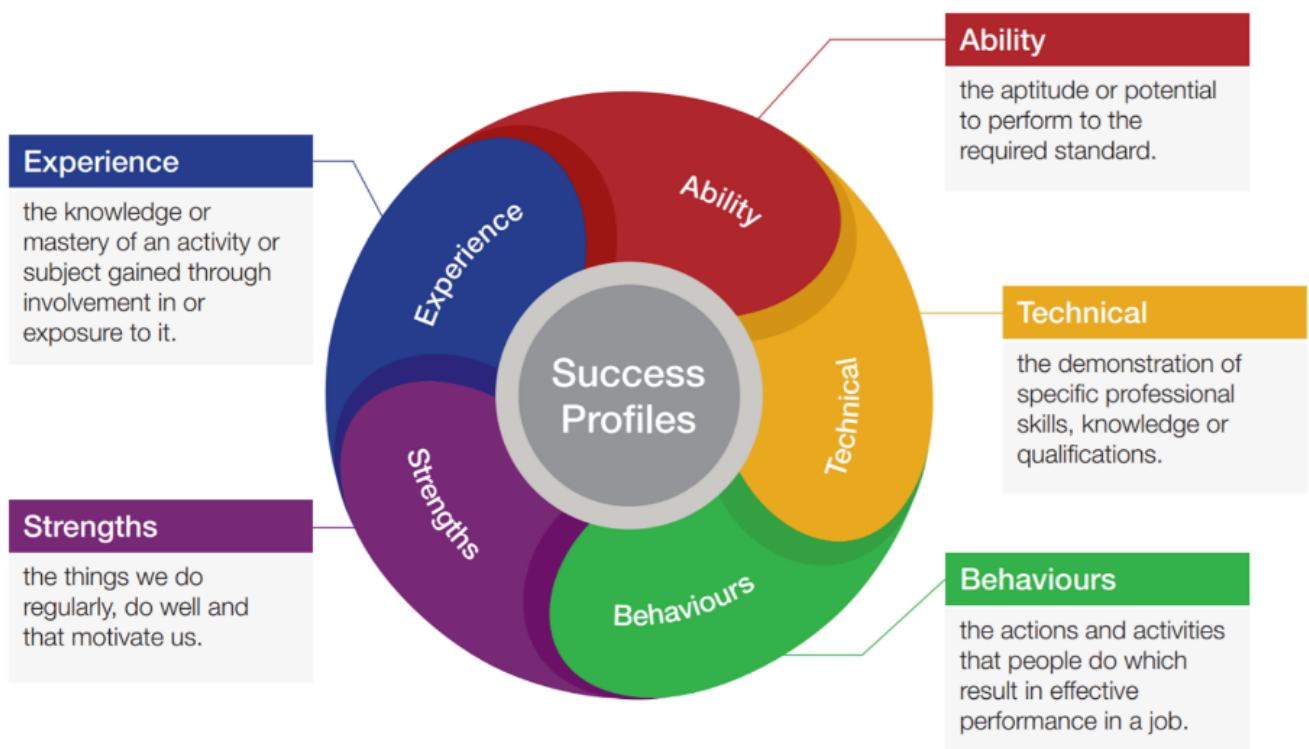 Ability
the aptitude or potential
to perform to the
required standard.
Experience
the knowledge or
mastery of an activity or
subject gained through
involvement in or
exposure to it.
Technical
the demonstration of
specific professional
skills, knowledge or
qualifications.
Strengths
the things we do
regularly, do well and
that motivate us.
Behaviours
the actions and activities
that people do which
result in effective
performance in a job.
Success
Profiles
Ability
Technical
Behaviours
Strengths
Experience